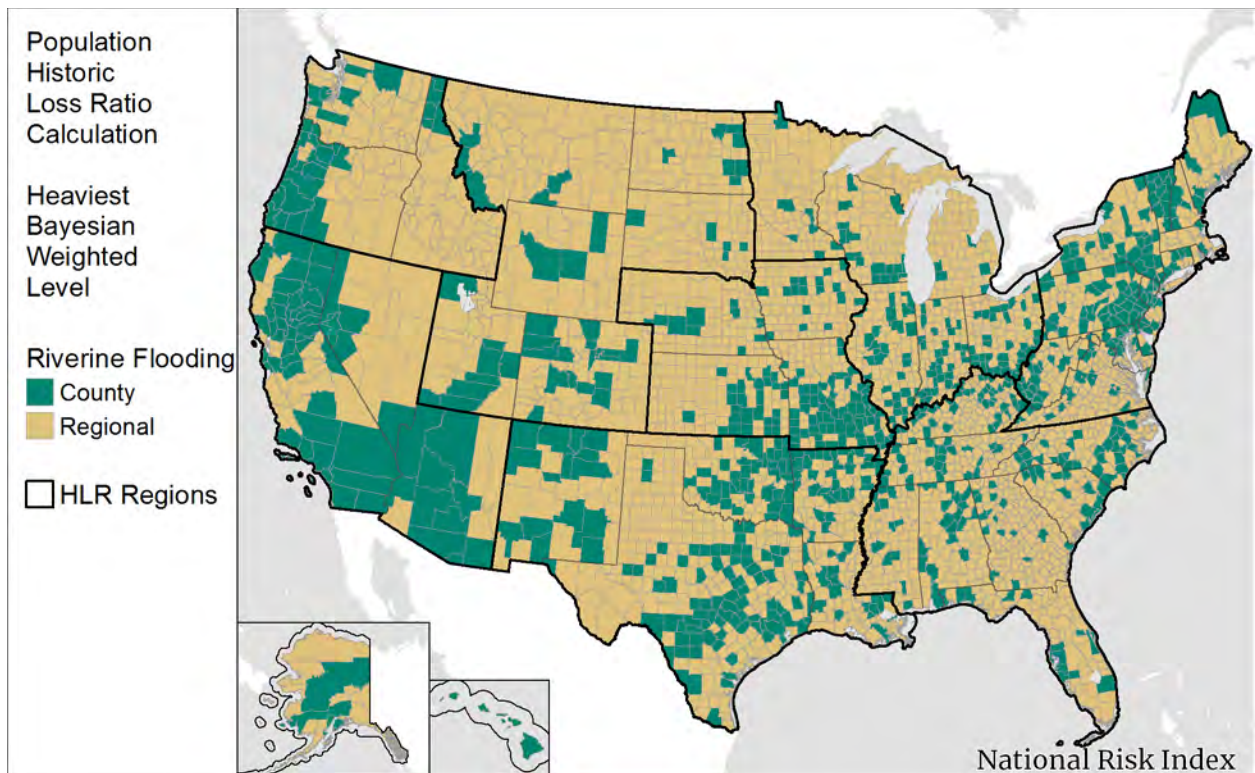 Population
Historic
Loss Ratio
Calculation
Heaviest
Bayesian
Weighted
Level
Riverine Flooding
County
Regional
HLR Regions
National Risk Index